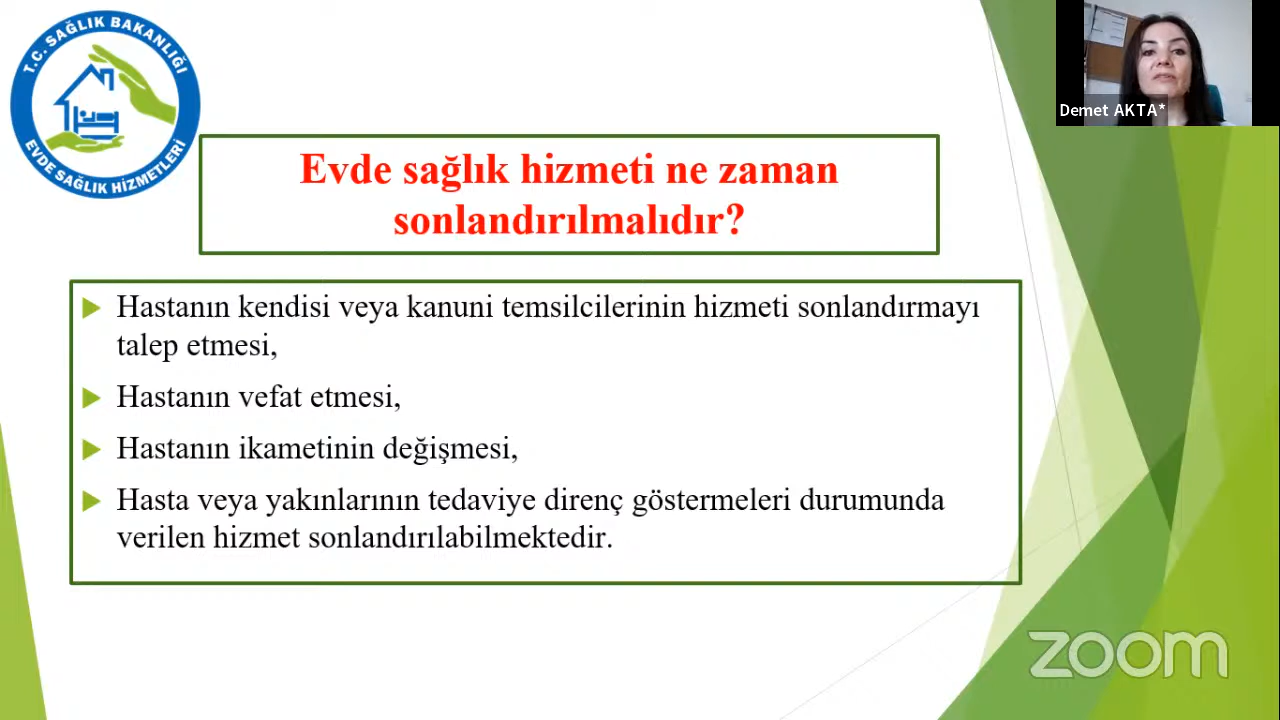 T.C. SAĞLIK BAKANLIĞI
EVDE SAĞLIK HİZMETLERİ
Demet AKTA*
Evde sağlık hizmeti ne zaman
sonlandırılmalıdır?
Hastanın kendisi veya kanuni temsilcilerinin hizmeti sonlandırmayı
talep etmesi,
Hastanın vefat etmesi,
Hastanın ikametinin değişmesi,
Hasta veya yakınlarının tedaviye direnç göstermeleri durumunda
verilen hizmet sonlandırılabilmektedir.
zoom